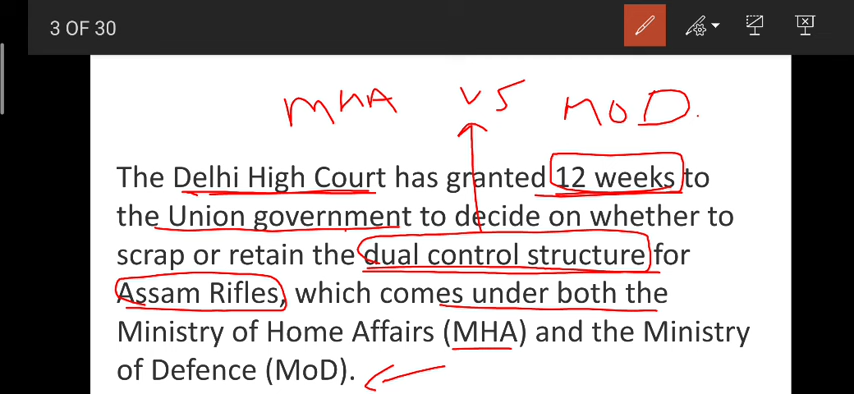 3 OF 30
MHA VS MOD.
The Delhi High Court has granted 12 weeks to
the Union government to decide on whether to
scrap or retain the dual control structure for
Assam Rifles, which comes under both the
Ministry of Home Affairs (MHA) and the Ministry
of Defence (MoD).